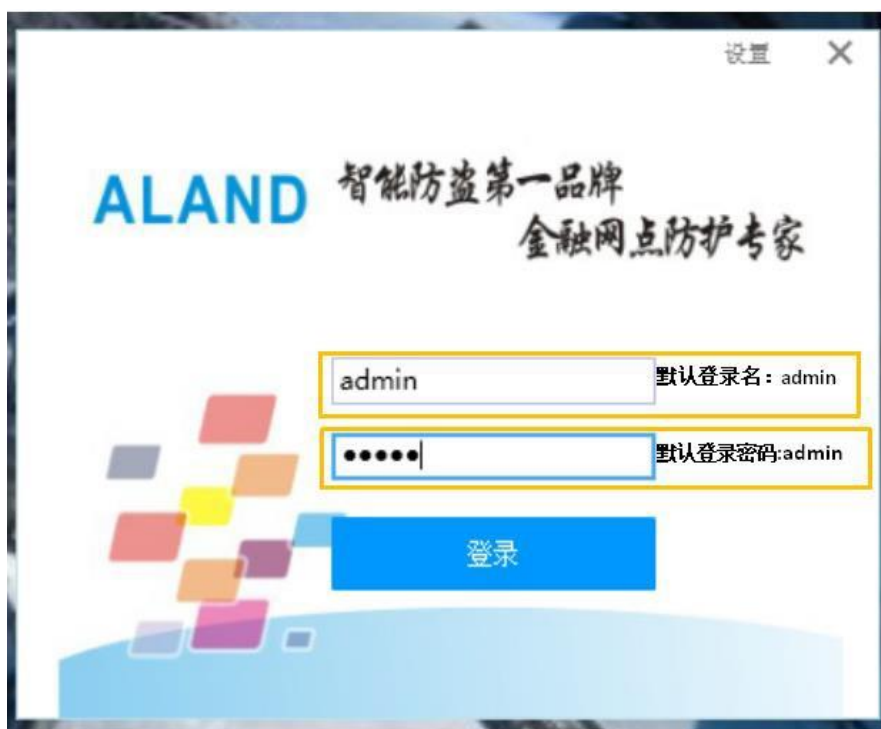 设置
ALAND
智能防盗第一品牌
金融网点防护专家
admin
默认登录名：admin
●●●●●
默认登录密码:admin
登录